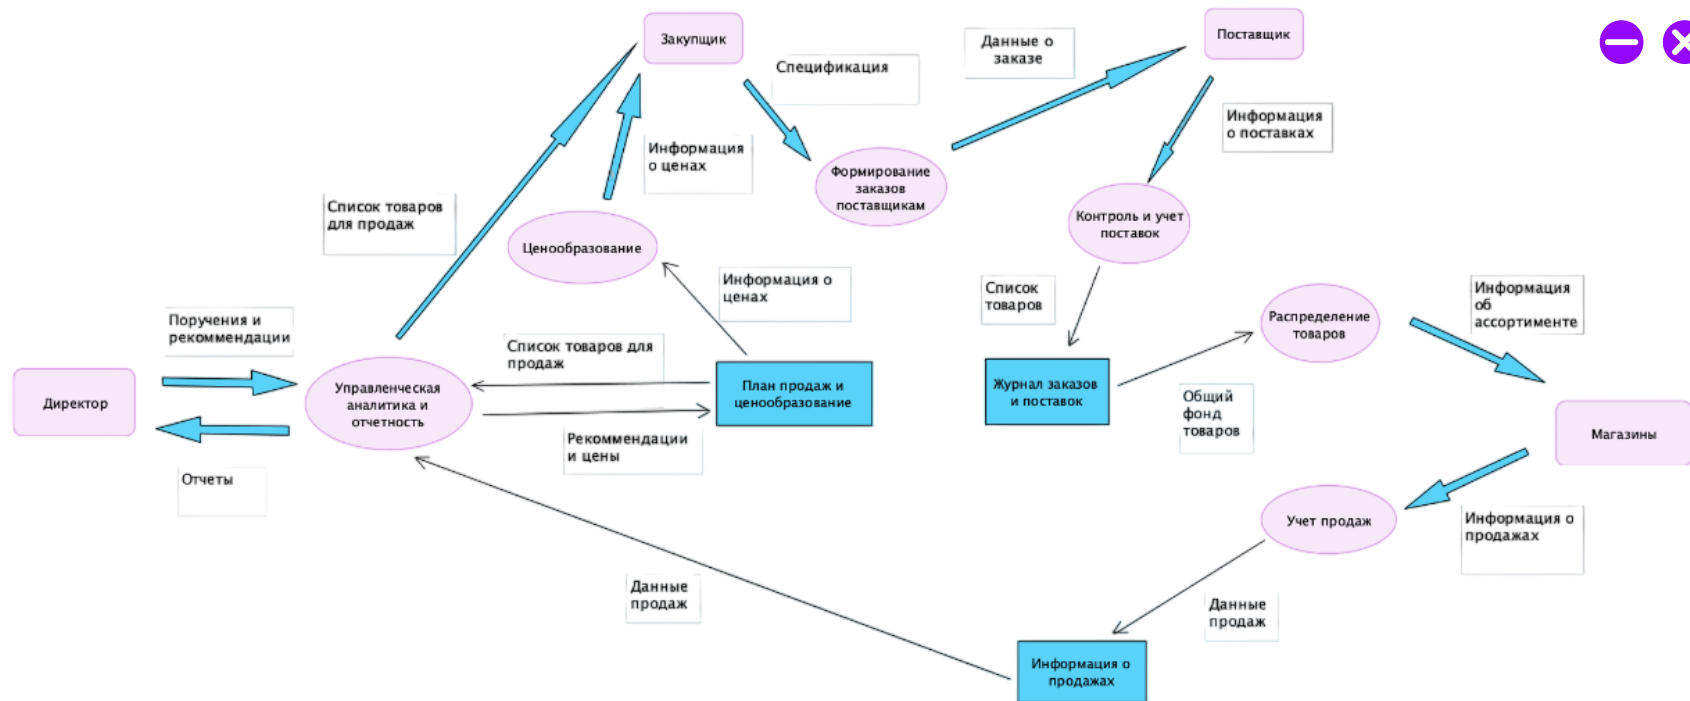 Закупщик
Поставщик
Данные о
заказе
Спецификация
Информация
о поставках
Информация
о ценах
Формирование
заказов
поставщикам
Список товаров
для продаж
Контроль и учет
поставок
Ценообразование
Информация о
ценах
Список
товаров
Информация
об
ассортименте
Распределение
товаров
Поручения и
рекоммендации
Список товаров для
продаж
Управленческая
аналитика и
отчетность
План продаж и
ценообразование
Журнал заказов
и поставок
Директор
Общий
фонд
товаров
Магазины
Рекоммендации
и цены
Отчеты
Учет продаж
Информация о
продажах
Данные
продаж
Данные
продаж
Информация о
продажах